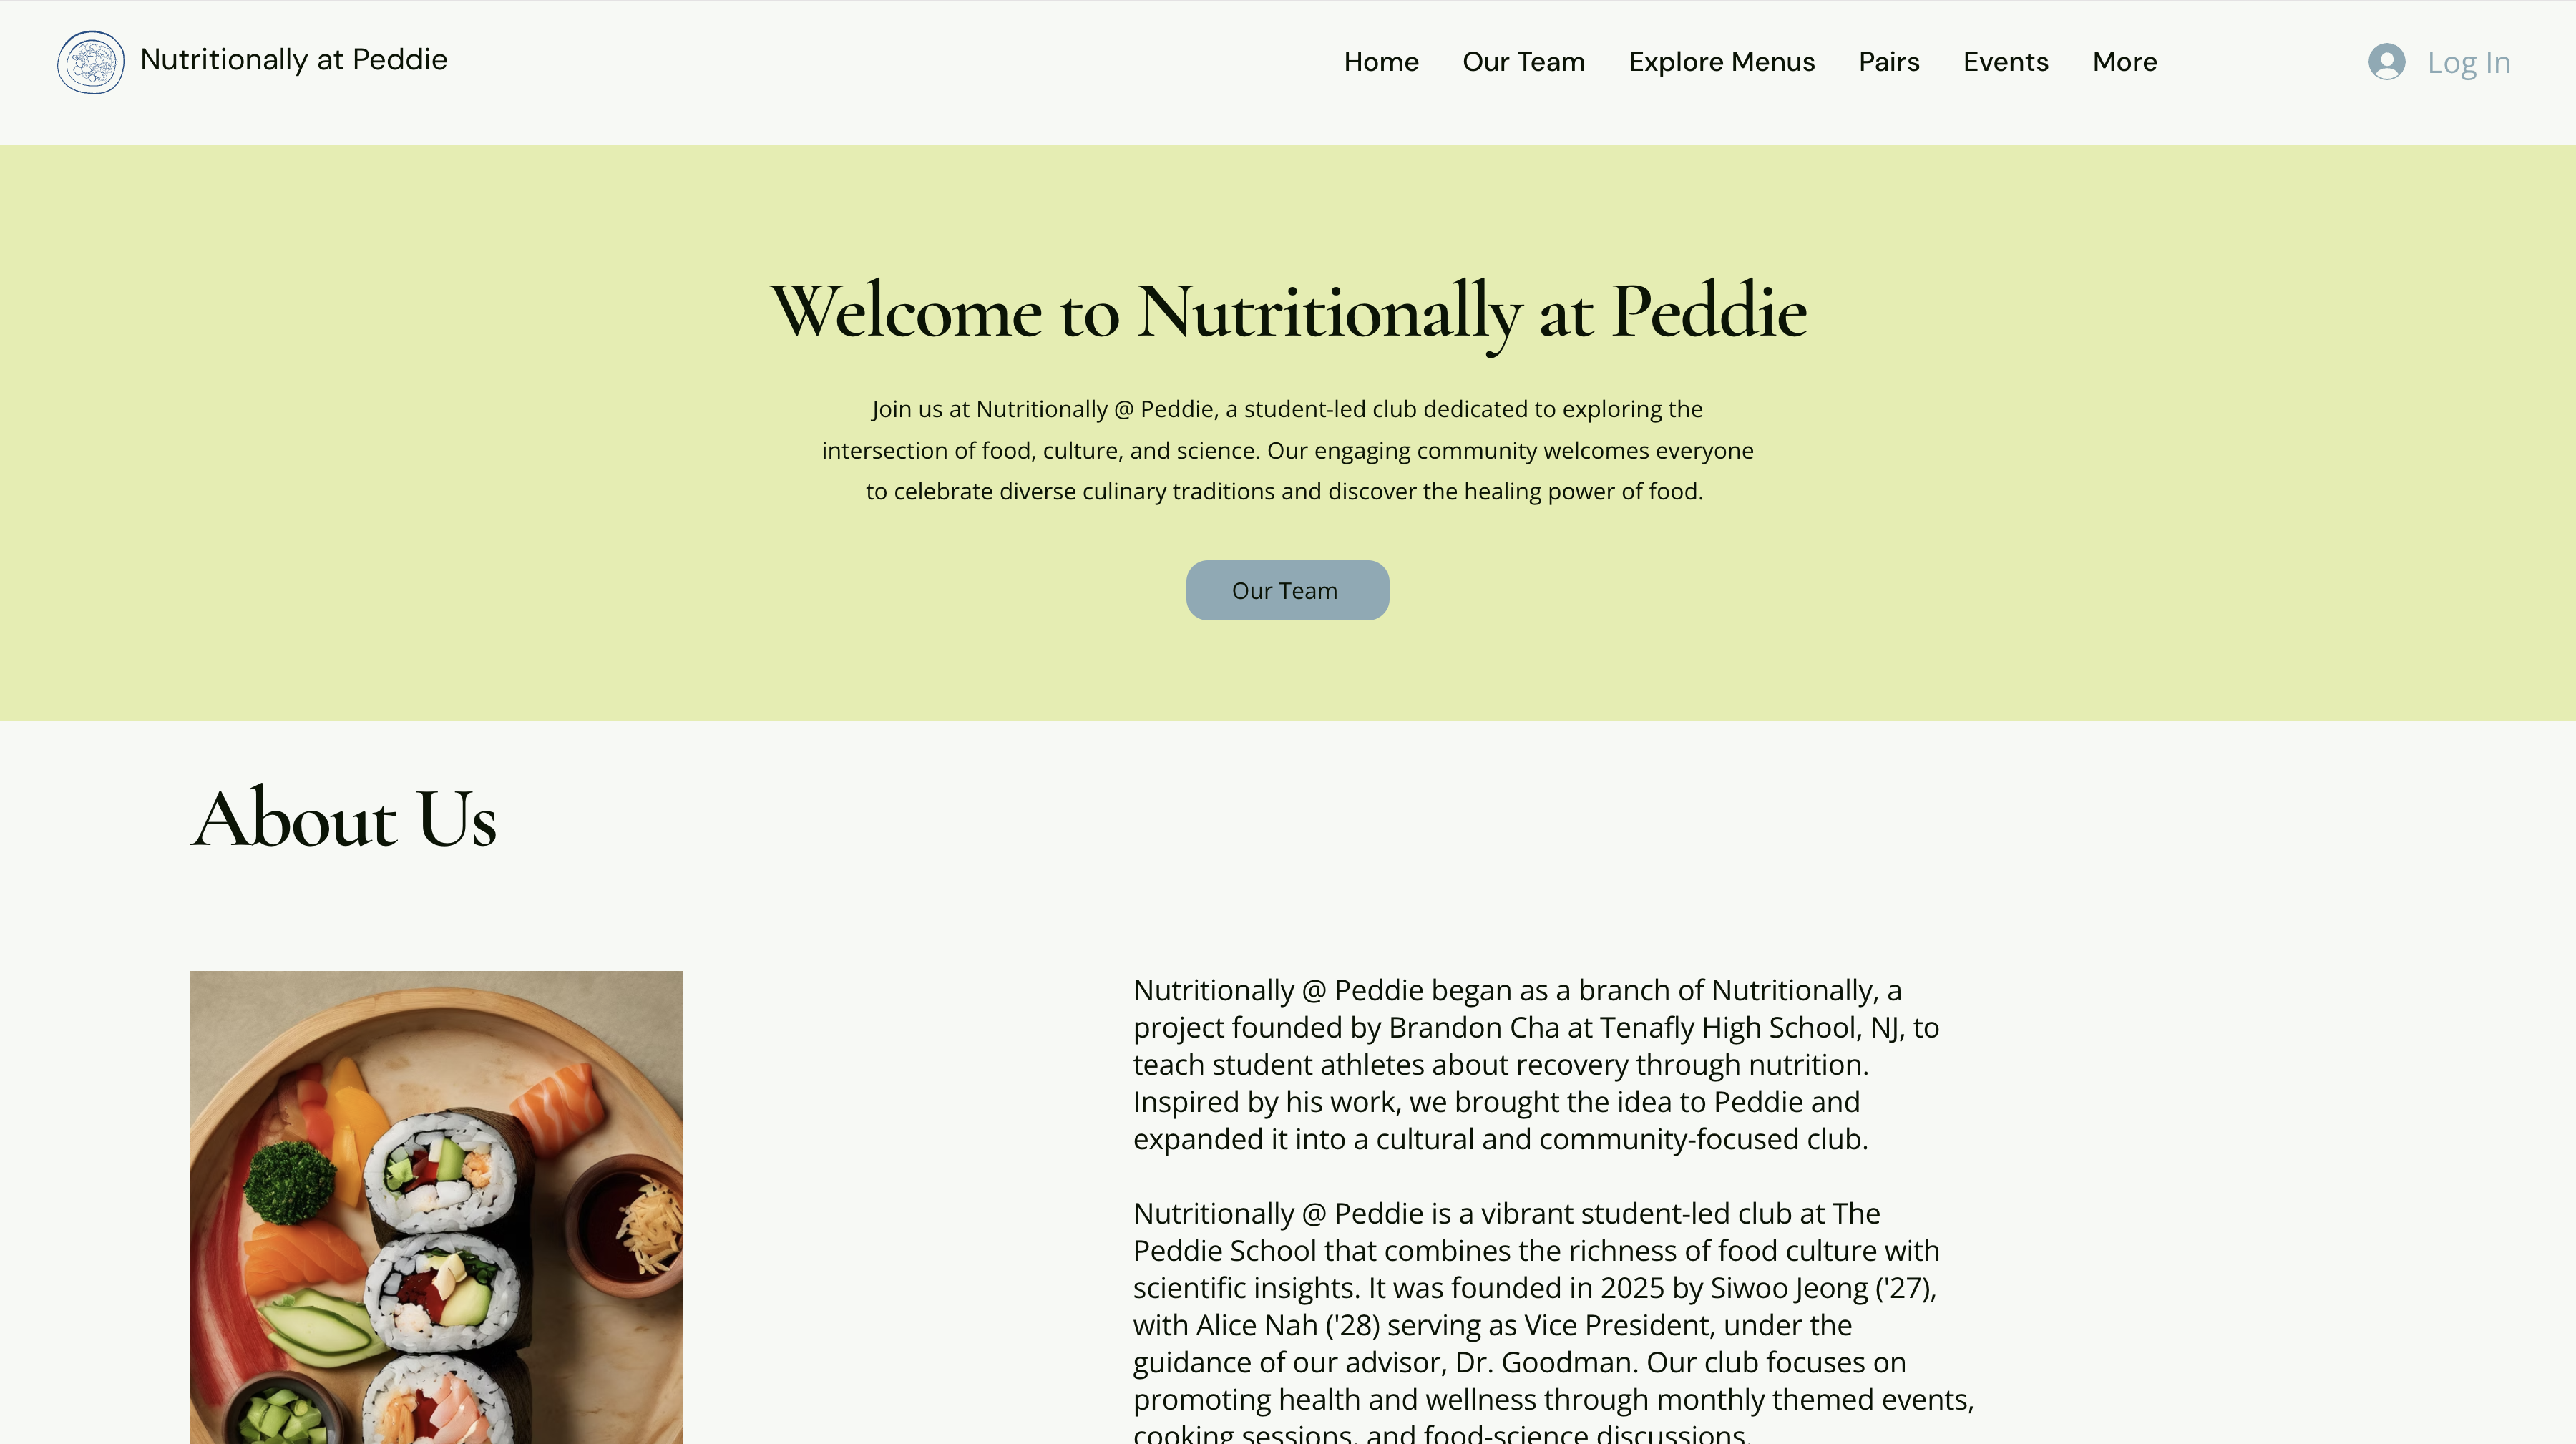 Nutritionally at Peddie
Home Our Team Explore Menus Pairs Events More
Log In
Welcome to Nutritionally at Peddie
Join us at Nutritionally @ Peddie, a student-led club dedicated to exploring the
intersection of food, culture, and science. Our engaging community welcomes everyone
to celebrate diverse culinary traditions and discover the healing power of food.
Our Team
About Us
Nutritionally @ Peddie began as a branch of Nutritionally, a
project founded by Brandon Cha at Tenafly High School, NJ, to
teach student athletes about recovery through nutrition.
Inspired by his work, we brought the idea to Peddie and
expanded it into a cultural and community-focused club.
Nutritionally @ Peddie is a vibrant student-led club at The
Peddie School that combines the richness of food culture with
scientific insights. It was founded in 2025 by Siwoo Jeong ('27),
with Alice Nah ('28) serving as Vice President, under the
guidance of our advisor, Dr. Goodman. Our club focuses on
promoting health and wellness through monthly themed events,
cooking sessions, and food-science discussions.